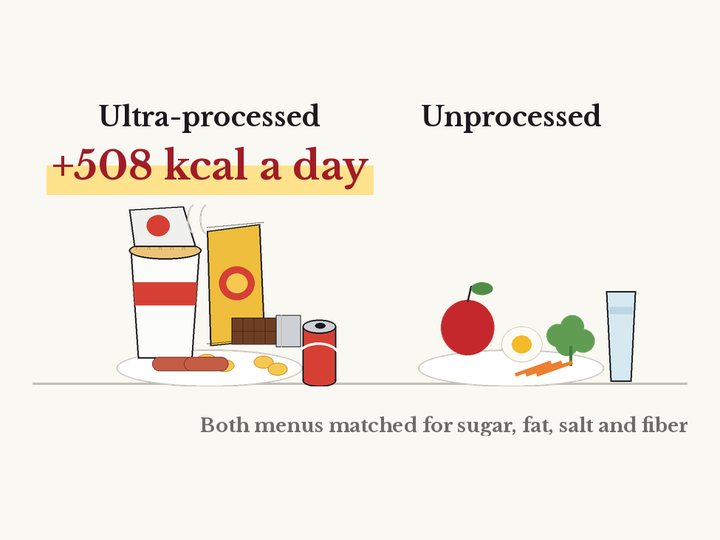 Ultra-processed
Unprocessed
+508 kcal a day
Both menus matched for sugar, fat, salt and fiber